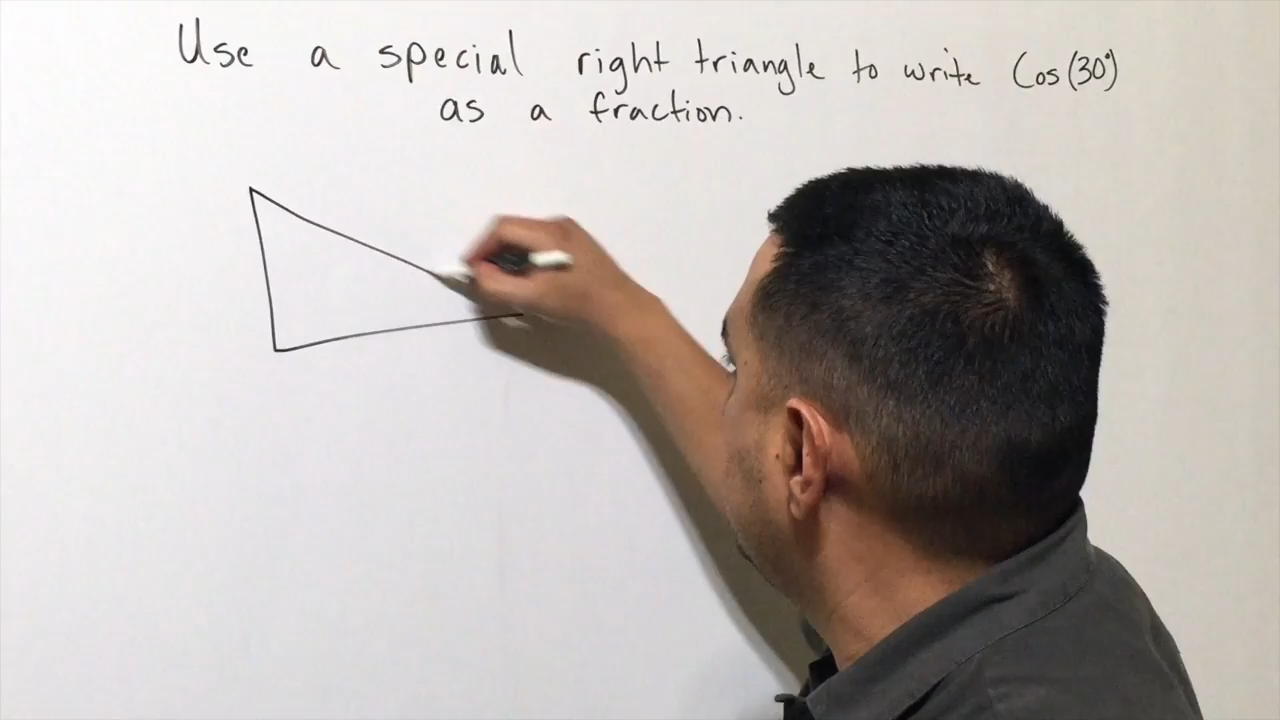 Use a special right triangle to write Cos(30°)
as a fraction.